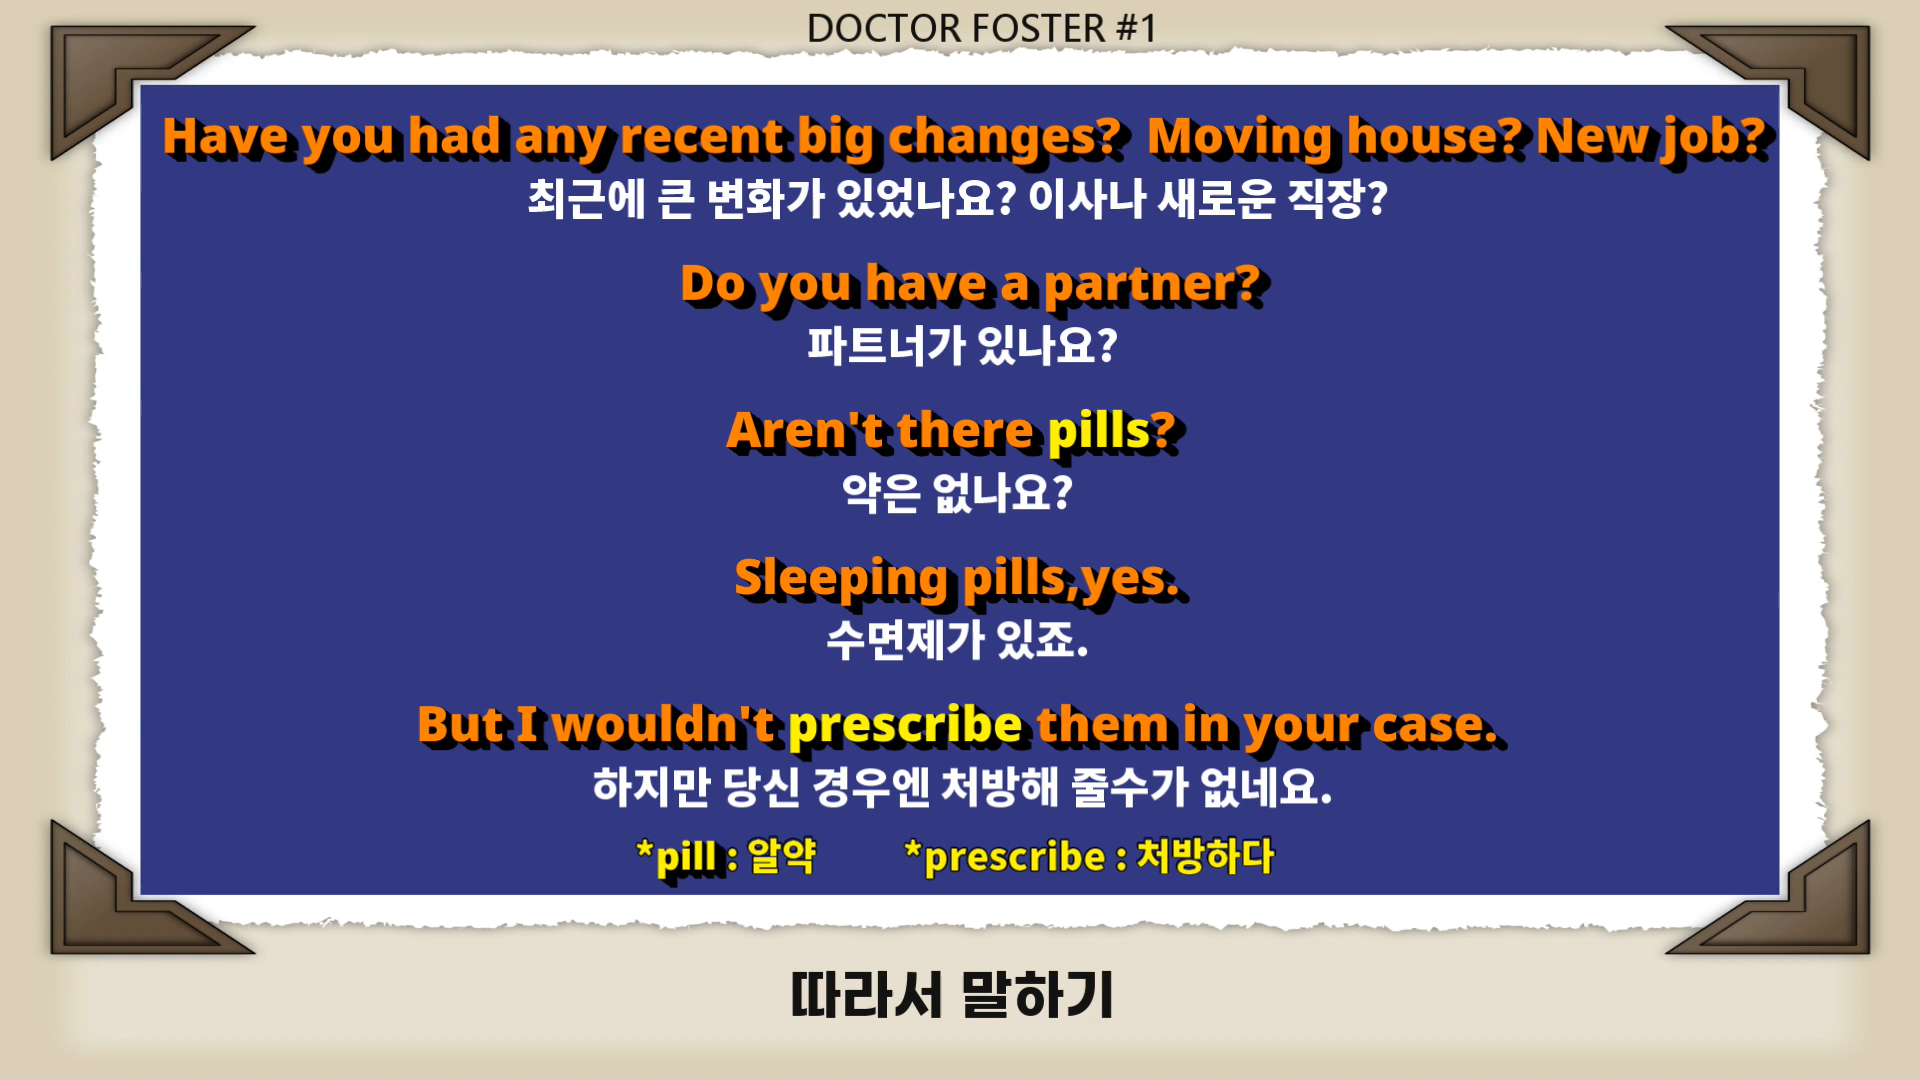 DOCTOR FOSTER #1
Have you had any recent big changes? Moving house? New job?
최근에 큰 변화가 있었나요? 이사나 새로운 직장?
Do you have a partner?
파트너가 있나요?
Aren't there pills?
약은 없나요?
Sleeping pills,yes.
수면제가 있죠.
But I wouldn't prescribe them in your case.
하지만 당신 경우엔 처방해 줄수가 없네요.
*pill : 알약 *prescribe : 처방하다
따라서 말하기